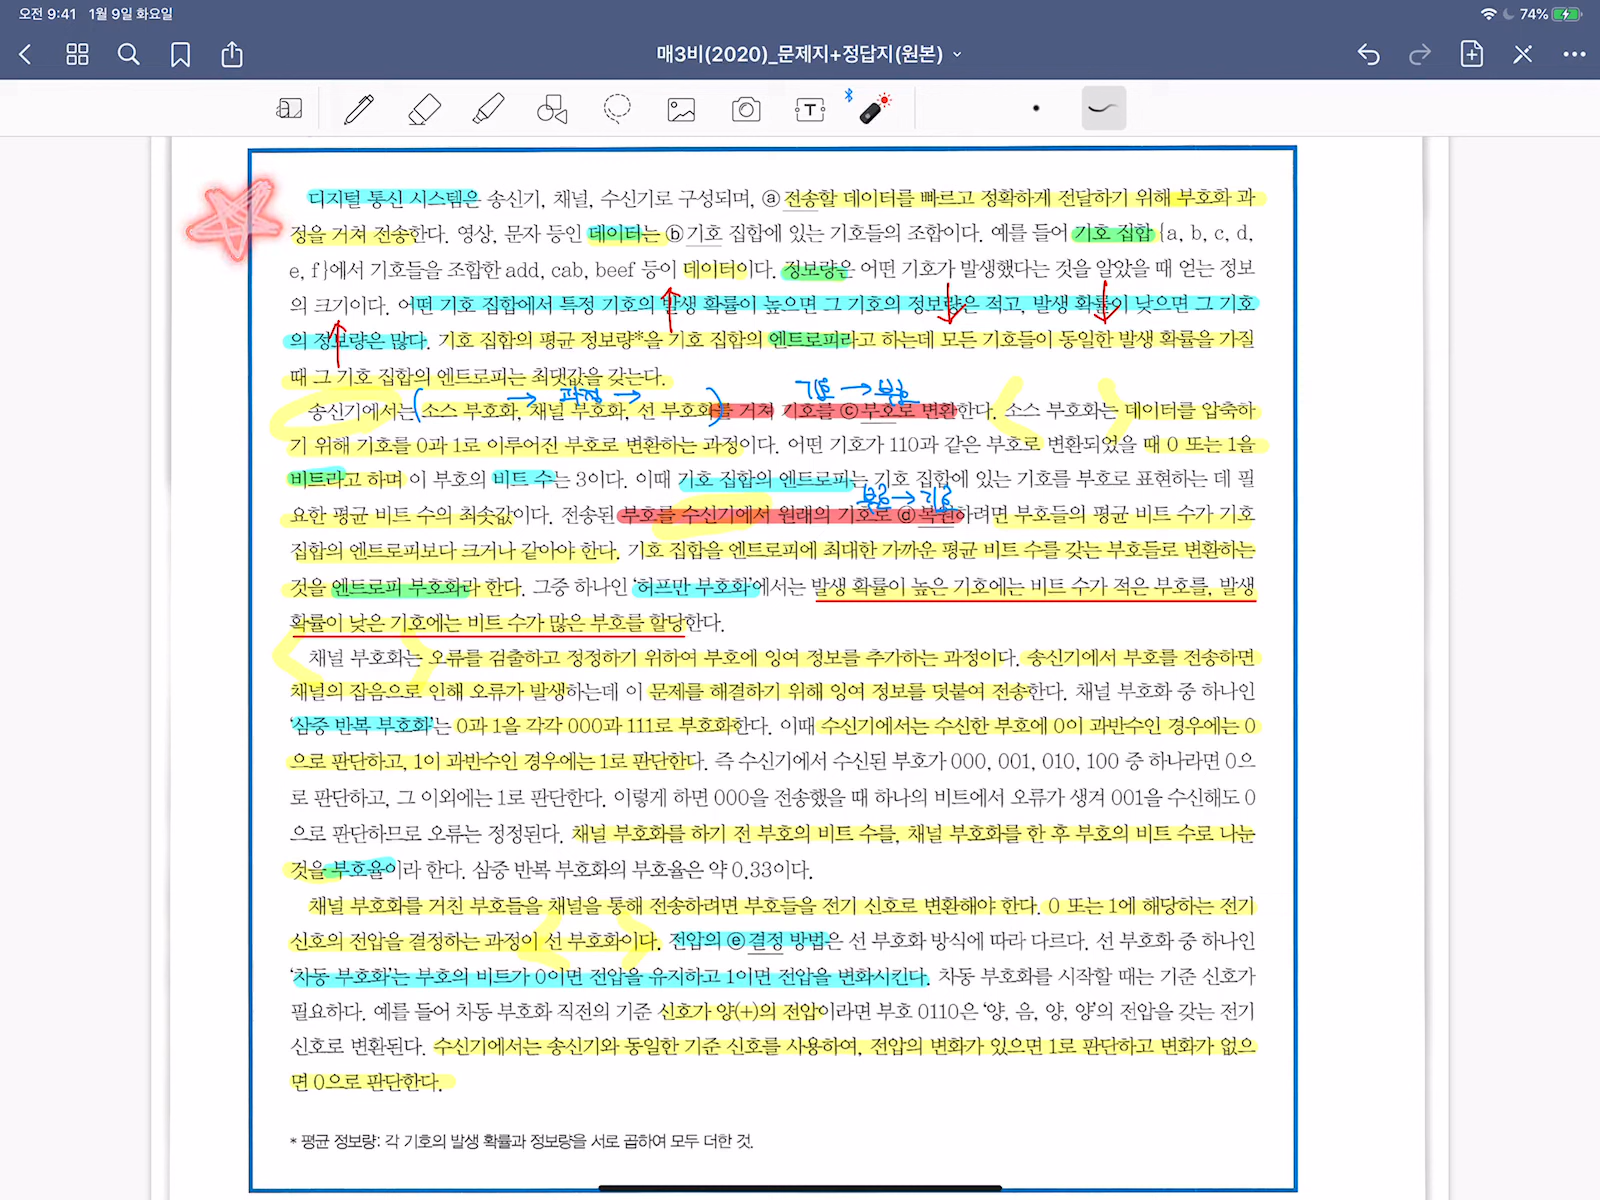 오전 9:41 1월 9일 화요일
74%
매3비(2020)_문제지+정답지(원본)
디지털 통신 시스템은 송신기, 채널, 수신기로 구성되며, ⓐ전송할 데이터를 빠르고 정확하게 전달하기 위해 부호화 과
정을 거쳐 전송한다. 영상, 문자 등인 데이터는 ⓑ기호 집합에 있는 기호들의 조합이다. 예를 들어 기호 집합 {a, b, c, d,
e, f}에서 기호들을 조합한 add, cab, beef 등이 데이터이다. 정보량은 어떤 기호가 발생했다는 것을 알았을 때 얻는 정보
의 크기이다. 어떤 기호 집합에서 특정 기호의 발생 확률이 높으면 그 기호의 정보량은 적고, 발생 확률이 낮으면 그 기호
의 정보량은 많다. 기호 집합의 평균 정보량*을 기호 집합의 엔트로피라고 하는데 모든 기호들이 동일한 발생 확률을 가질
때 그 기호 집합의 엔트로피는 최댓값을 갖는다.
→ 과정 → 기호 → 부호
송신기에서는 소스 부호화, 채널 부호화, 선 부호화를 거쳐 기호를 ⓒ부호로 변환한다. 소스 부호화는 데이터를 압축하
기 위해 기호를 0과 1로 이루어진 부호로 변환하는 과정이다. 어떤 기호가 110과 같은 부호로 변환되었을 때 0 또는 1을
비트라고 하며 이 부호의 비트 수는 3이다. 이때 기호 집합의 엔트로피는 기호 집합에 있는 기호를 부호로 표현하는 데 필
부호 → 기호
요한 평균 비트 수의 최솟값이다. 전송된 부호를 수신기에서 원래의 기호로 ⓓ복원하려면 부호들의 평균 비트 수가 기호
집합의 엔트로피보다 크거나 같아야 한다. 기호 집합을 엔트로피에 최대한 가까운 평균 비트 수를 갖는 부호들로 변환하는
것을 엔트로피 부호화라 한다. 그중 하나인 '허프만 부호화'에서는 발생 확률이 높은 기호에는 비트 수가 적은 부호를, 발생
확률이 낮은 기호에는 비트 수가 많은 부호를 할당한다.
채널 부호화는 오류를 검출하고 정정하기 위하여 부호에 잉여 정보를 추가하는 과정이다. 송신기에서 부호를 전송하면
채널의 잡음으로 인해 오류가 발생하는데 이 문제를 해결하기 위해 잉여 정보를 덧붙여 전송한다. 채널 부호화 중 하나인
'삼중 반복 부호화'는 0과 1을 각각 000과 111로 부호화한다. 이때 수신기에서는 수신한 부호에 0이 과반수인 경우에는 0
으로 판단하고, 1이 과반수인 경우에는 1로 판단한다. 즉 수신기에서 수신된 부호가 000, 001, 010, 100 중 하나라면 0으
로 판단하고, 그 이외에는 1로 판단한다. 이렇게 하면 000을 전송했을 때 하나의 비트에서 오류가 생겨 001을 수신해도 0
으로 판단하므로 오류는 정정된다. 채널 부호화를 하기 전 부호의 비트 수를, 채널 부호화를 한 후 부호의 비트 수로 나눈
것을 부호율이라 한다. 삼중 반복 부호화의 부호율은 약 0.33이다.
채널 부호화를 거친 부호들을 채널을 통해 전송하려면 부호들을 전기 신호로 변환해야 한다. 0 또는 1에 해당하는 전기
신호의 전압을 결정하는 과정이 선 부호화이다. 전압의 ⓔ결정 방법은 선 부호화 방식에 따라 다르다. 선 부호화 중 하나인
'차동 부호화'는 부호의 비트가 0이면 전압을 유지하고 1이면 전압을 변화시킨다. 차동 부호화를 시작할 때는 기준 신호가
필요하다. 예를 들어 차동 부호화 직전의 기준 신호가 양(+)의 전압이라면 부호 0110은 '양, 음, 양, 양'의 전압을 갖는 전기
신호로 변환된다. 수신기에서는 송신기와 동일한 기준 신호를 사용하여, 전압의 변화가 있으면 1로 판단하고 변화가 없으
면 0으로 판단한다.
* 평균 정보량: 각 기호의 발생 확률과 정보량을 서로 곱하여 모두 더한 것.